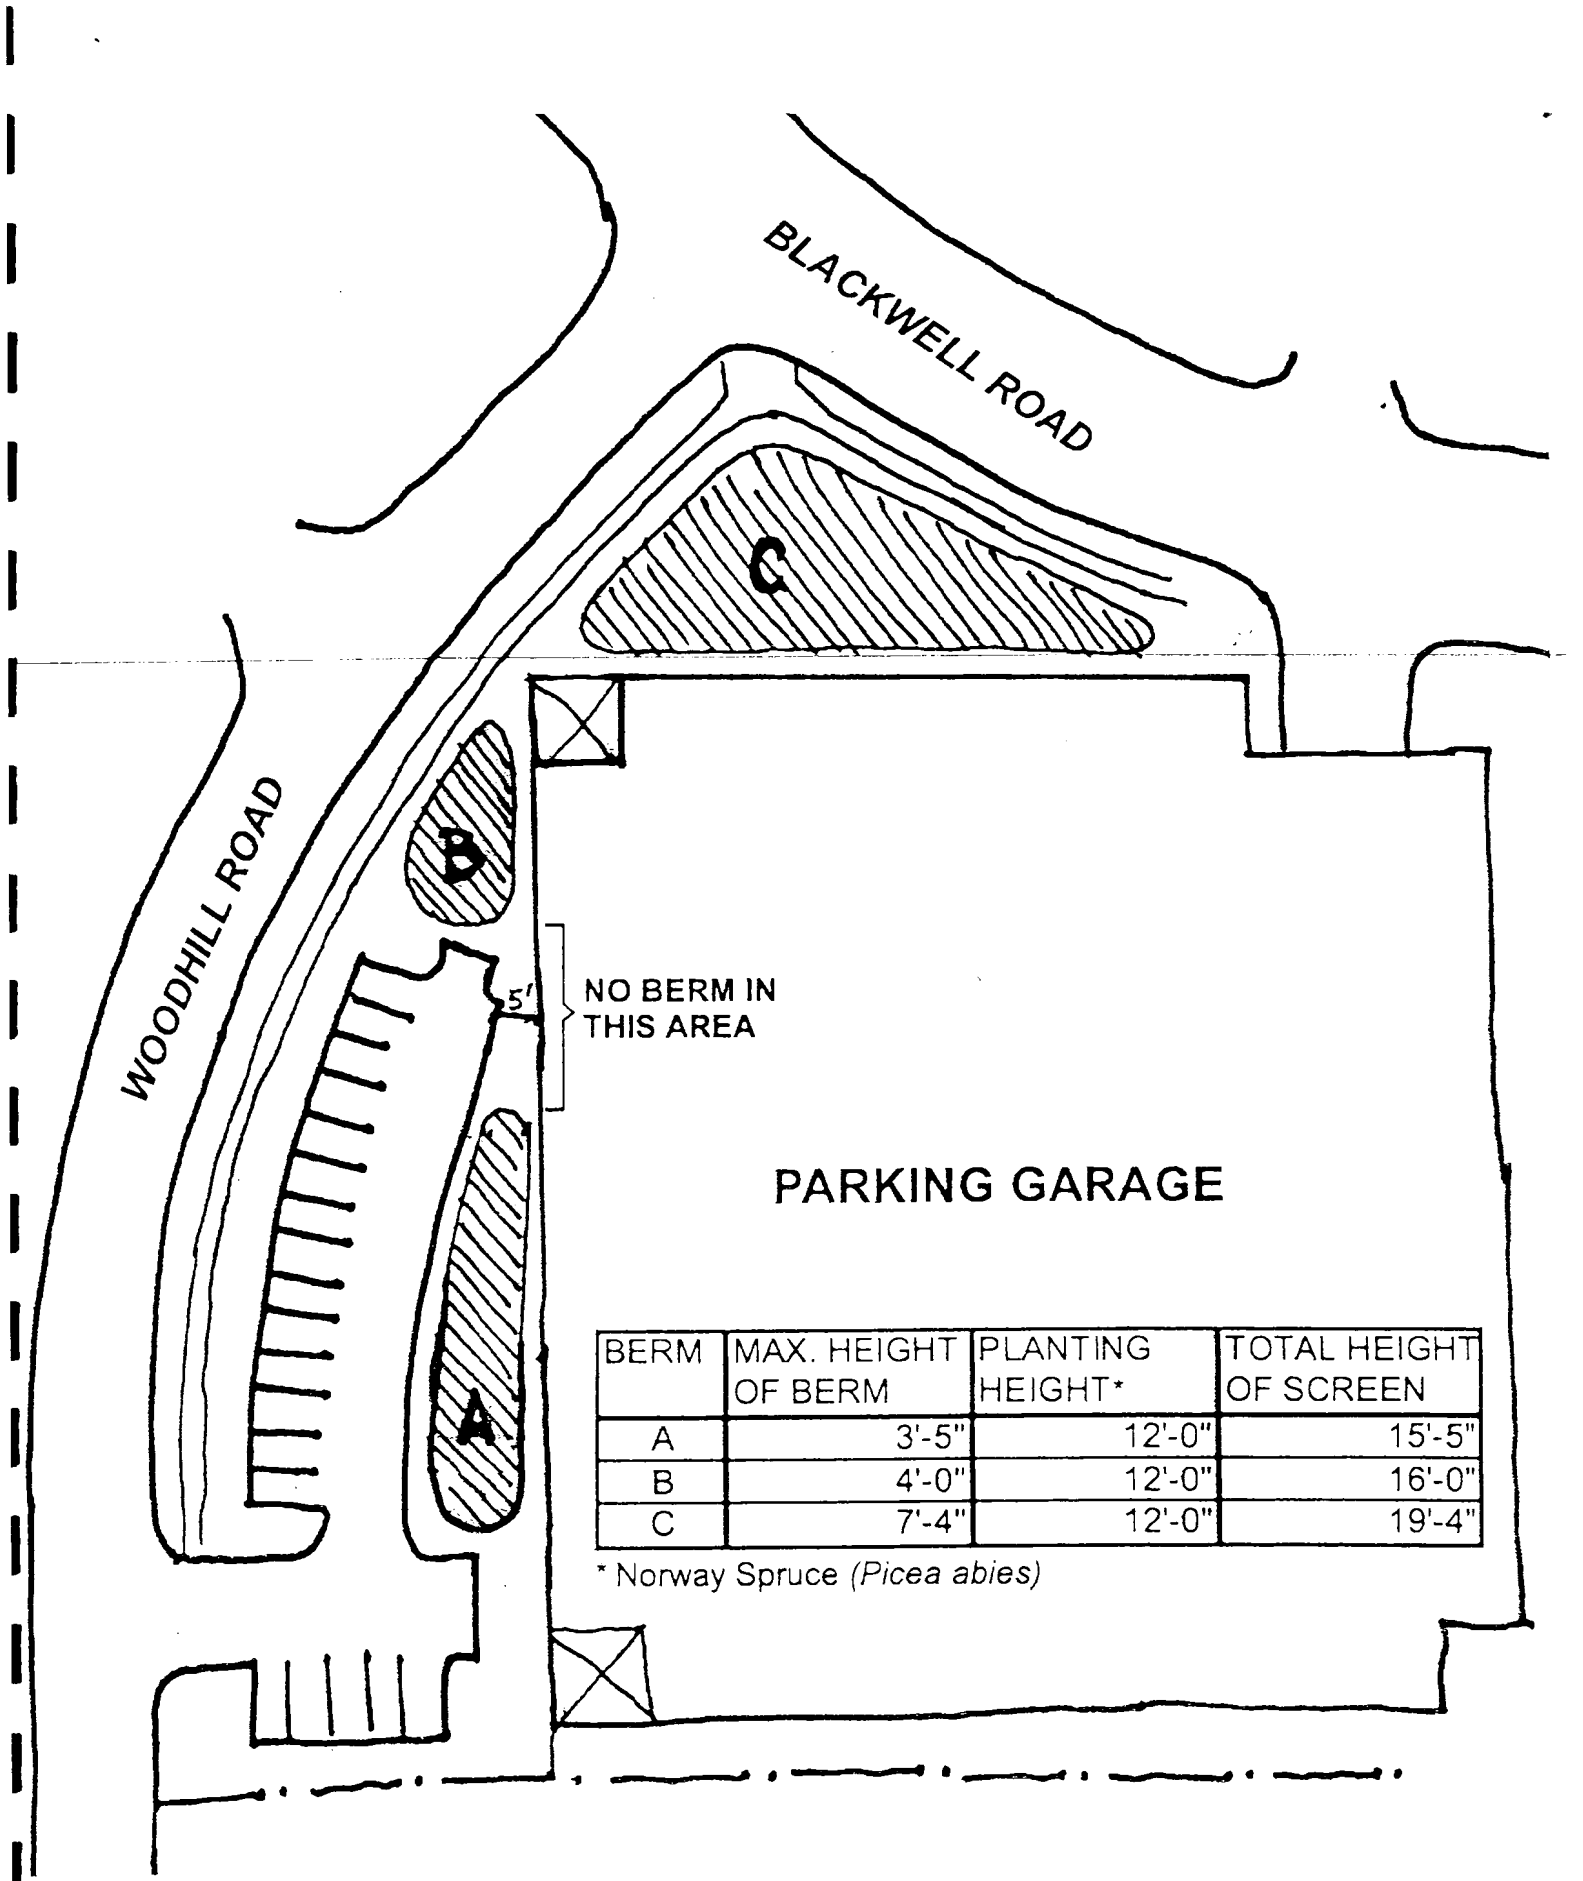 BLACKWELL ROAD
C
B
WOODHILL ROAD
5'
NO BERM IN
THIS AREA
PARKING GARAGE
A
BERM MAX. HEIGHT OF BERM PLANTING HEIGHT* TOTAL HEIGHT OF SCREEN
A 3'-5" 12'-0" 15'-5"
B 4'-0" 12'-0" 16'-0"
C 7'-4" 12'-0" 19'-4"
* Norway Spruce (Picea abies)